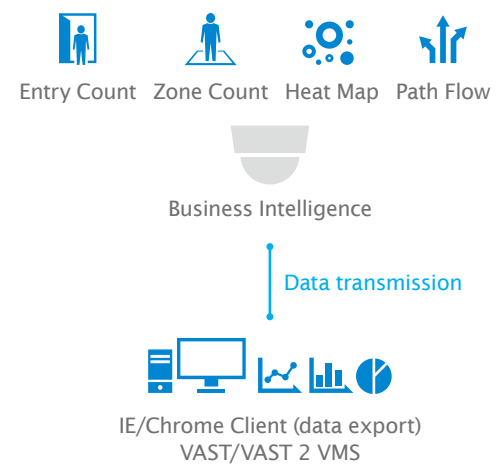 Entry Count Zone Count Heat Map Path Flow
Business Intelligence
Data transmission
IE/Chrome Client (data export)
VAST/VAST 2 VMS